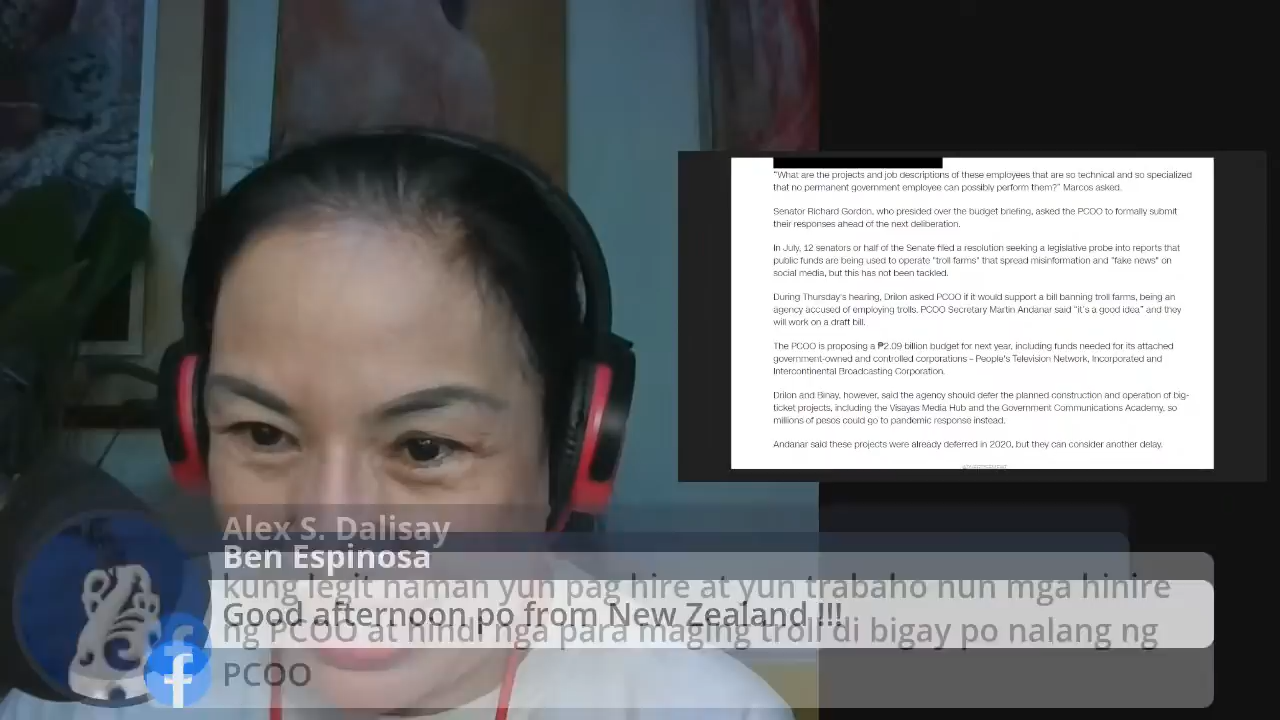 "What are the projects and job descriptions of these employees that are so technical and so specialized
that no permanent government employee can possibly perform them?" Marcos asked.
Senator Richard Gordon, who presided over the budget briefing, asked the PCOO to formally submit
their responses ahead of the next deliberation.
In July, 12 senators or half of the Senate filed a resolution seeking a legislative probe into reports that
public funds are being used to operate "troll farms" that spread misinformation and "fake news" on
social media, but this has not been tackled.
During Thursday's hearing, Drilon asked PCOO if it would support a bill banning troll farms, being an
agency accused of employing trolls. PCOO Secretary Martin Andanar said "it's a good idea" and they
will work on a draft bill.
The PCOO is proposing a ₱2.09 billion budget for next year, including funds needed for its attached
government-owned and controlled corporations – People's Television Network, Incorporated and
Intercontinental Broadcasting Corporation.
Drilon and Binay, however, said the agency should defer the planned construction and operation of big-
ticket projects, including the Visayas Media Hub and the Government Communications Academy, so
millions of pesos could go to pandemic response instead.
Andanar said these projects were already deferred in 2020, but they can consider another delay.
ADVERTISEMENT
Alex S. Dalisay
Ben Espinosa
kung legit naman yun pag hire at yun trabaho nun mga hinire
Good afternoon po from New Zealand !!!
ng PCOO at hindi nga para maging troll di bigay po nalang ng
PCOO